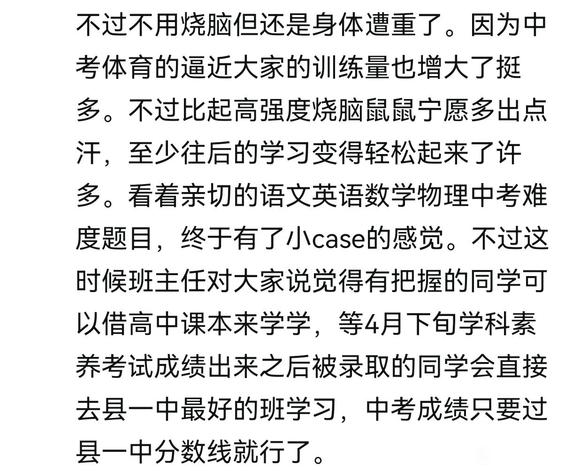 不过不用烧脑但还是身体遭重了。因为中
考体育的逼近大家的训练量也增大了挺
多。不过比起高强度烧脑鼠鼠宁愿多出点
汗，至少往后的学习变得轻松起来了许
多。看着亲切的语文英语数学物理中考难
度题目，终于有了小case的感觉。不过这
时候班主任对大家说觉得有把握的同学可
以借高中课本来学学，等4月下旬学科素
养考试成绩出来之后被录取的同学会直接
去县一中最好的班学习，中考成绩只要过
县一中分数线就行了。